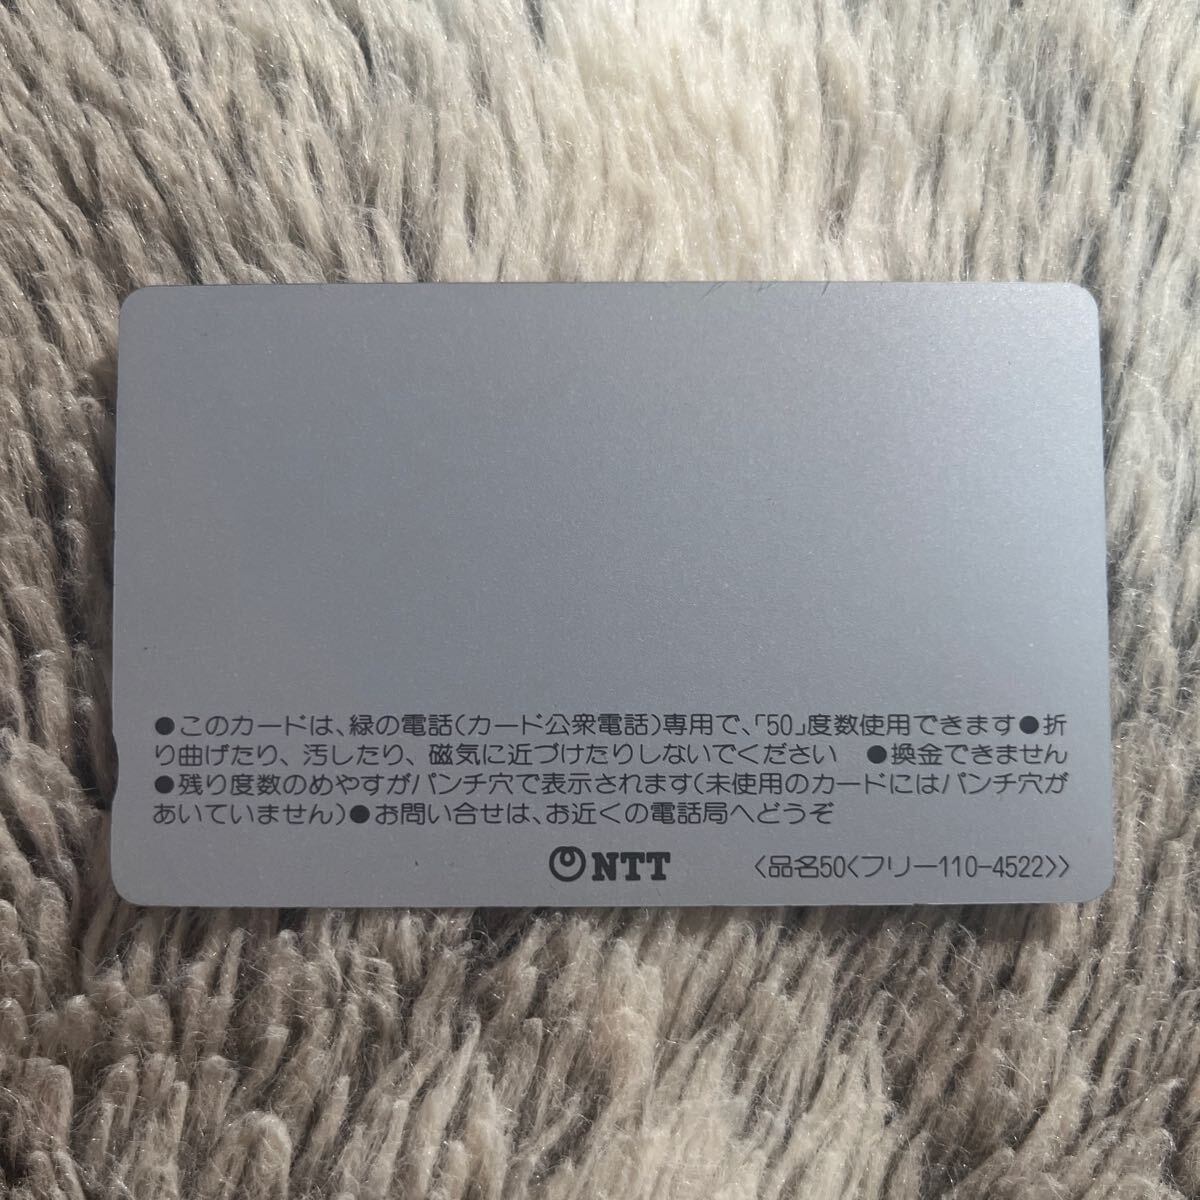 ●このカードは、緑の電話(カード公衆電話)専用で、「50」度数使用できます●折
り曲げたり、汚したり、磁気に近づけたりしないでください　●換金できません
●残り度数のめやすがパンチ穴で表示されます(未使用のカードにはパンチ穴が
あいていません)●お問い合せは、お近くの電話局へどうぞ
NTT 〈品名50〈フリー110-4522〉〉